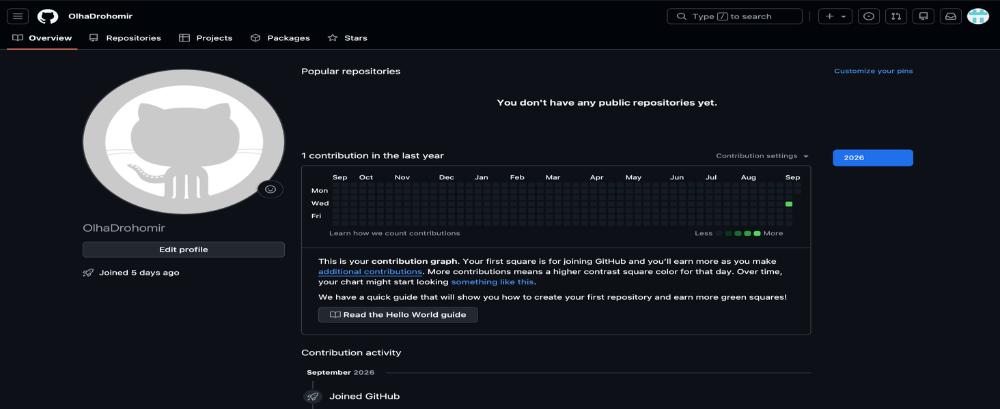 OlhaDrohomir
Type / to search
Overview
Repositories
Projects
Packages
Stars
Popular repositories
Customize your pins
You don't have any public repositories yet.
1 contribution in the last year
Contribution settings
2026
Sep Oct Nov Dec Jan Feb Mar Apr May Jun Jul Aug Sep
Mon
Wed
Fri
Learn how we count contributions
Less
More
This is your contribution graph. Your first square is for joining GitHub and you’ll earn more as you make
additional contributions. More contributions means a higher contrast square color for that day. Over time,
your chart might start looking something like this.
We have a quick guide that will show you how to create your first repository and earn more green squares!
Read the Hello World guide
OlhaDrohomir
Edit profile
Joined 5 days ago
Contribution activity
September 2026
Joined GitHub